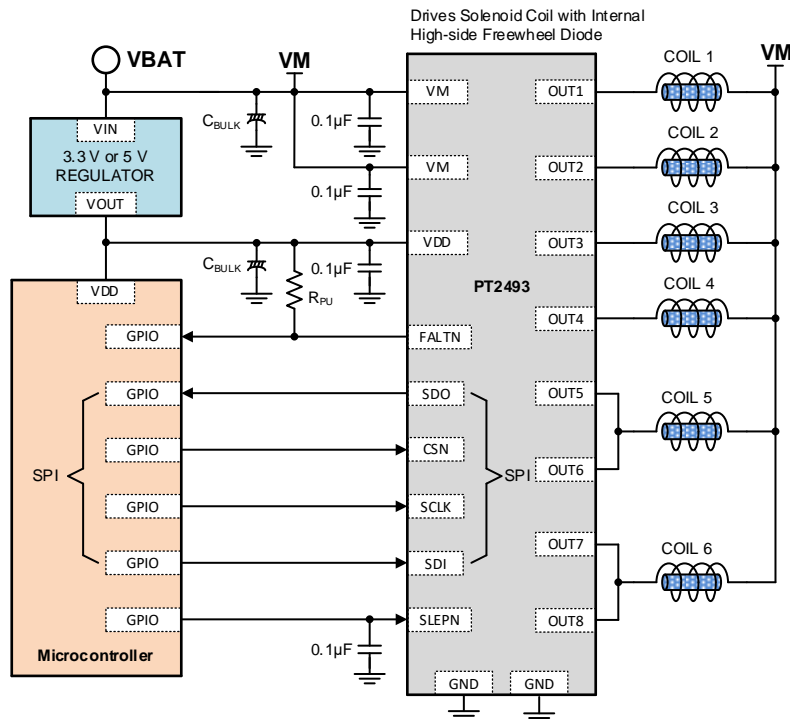 Drives Solenoid Coil with Internal
High-side Freewheel Diode
VBAT
VM
VM
VIN
3.3 V or 5 V
REGULATOR
VOUT
CBULK
0.1µF
0.1µF
CBULK
0.1µF
RPU
VDD
GPIO
GPIO
GPIO
GPIO
GPIO
GPIO
SPI
Microcontroller
0.1µF
VM
VM
VDD
PT2493
FALTN
SDO
CSN
SCLK
SDI
SLEPN
SPI
GND
GND
OUT1
OUT2
OUT3
OUT4
OUT5
OUT6
OUT7
OUT8
COIL 1
COIL 2
COIL 3
COIL 4
COIL 5
COIL 6